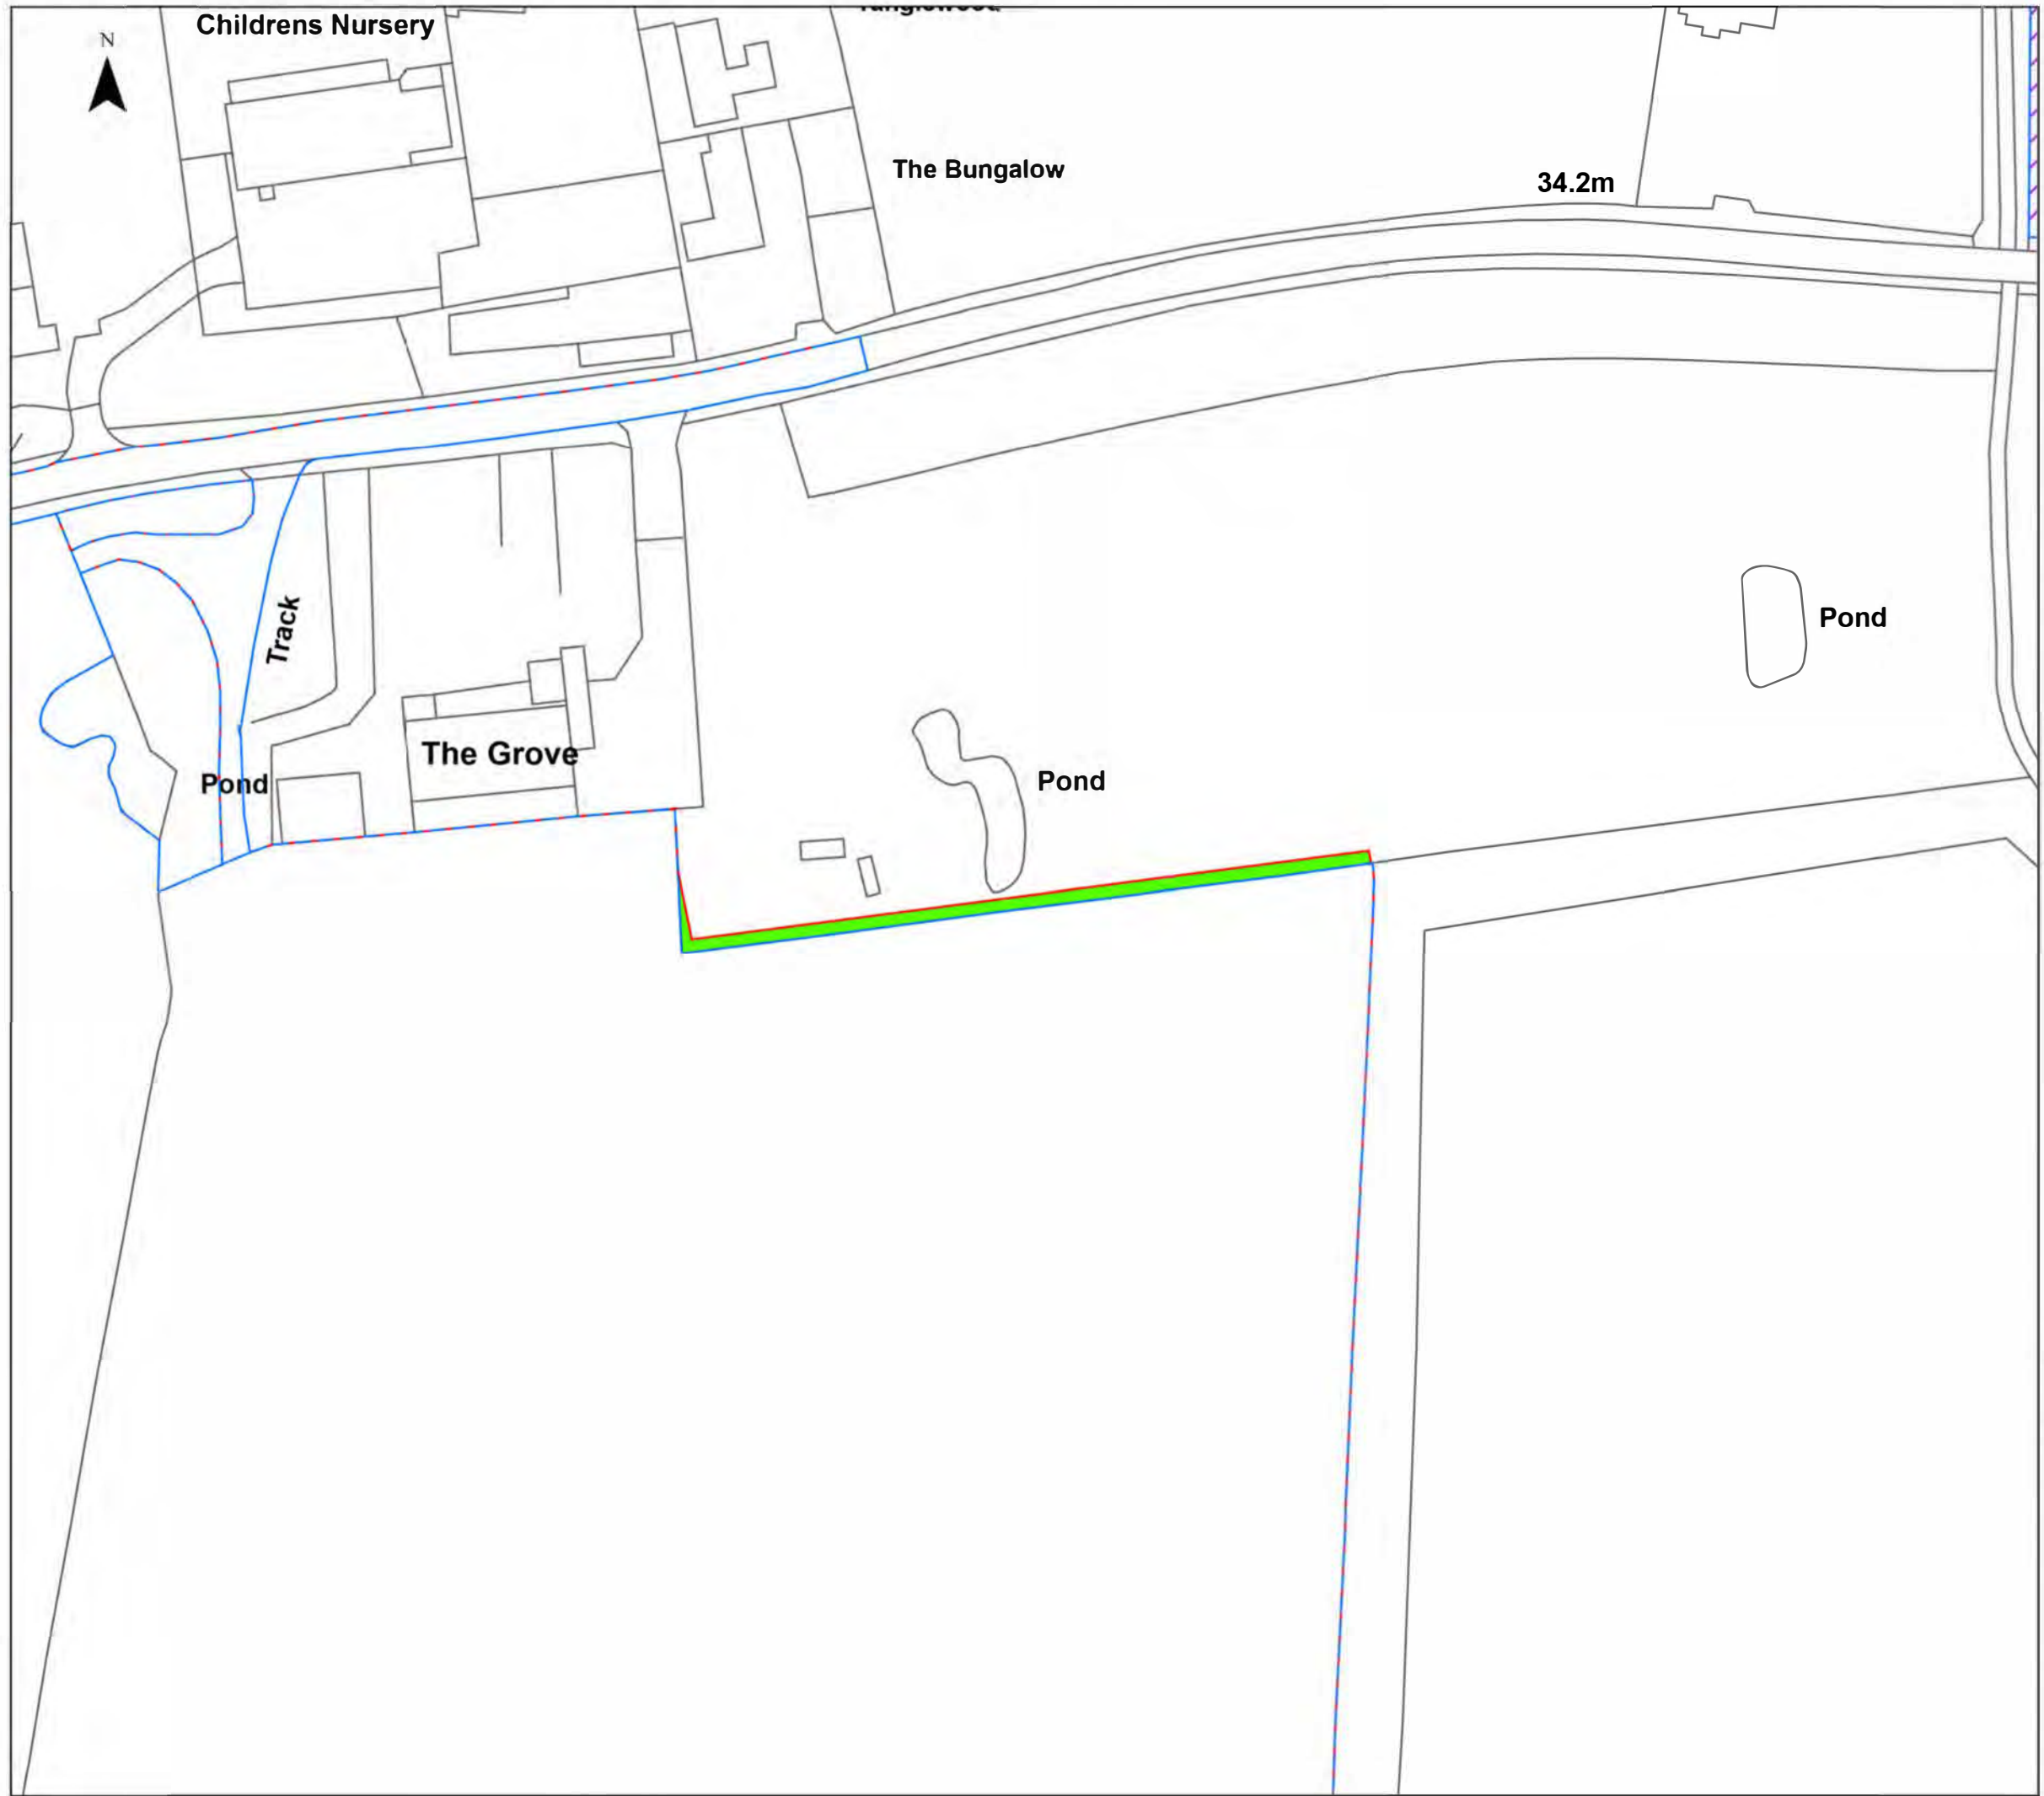 Childrens Nursery
N
The Bungalow
34.2m
Track
Pond
The Grove
Pond
Pond